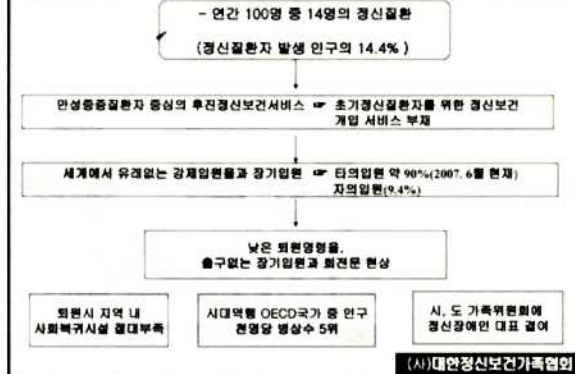 - 연간 100명 중 14명의 정신질환
(정신질환자 발생 인구의 14.4% )
만성중증질환자 중심의 후진정신보건서비스 ☞ 초기정신질환자를 위한 정신보건
개입 서비스 부재
세계에서 유례없는 강제입원율과 장기입원 ☞ 타의입원 약 90%(2007. 6월 현재)
자의입원(9.4%)
낮은 퇴원명령율,
출구없는 장기입원과 회전문 현상
퇴원시 지역 내
사회복귀시설 절대부족
시대역행 OECD국가 중 인구
천명당 병상수 5위
시, 도 가족위원회에
정신장애인 대표 결여
(사)대한정신보건가족협회